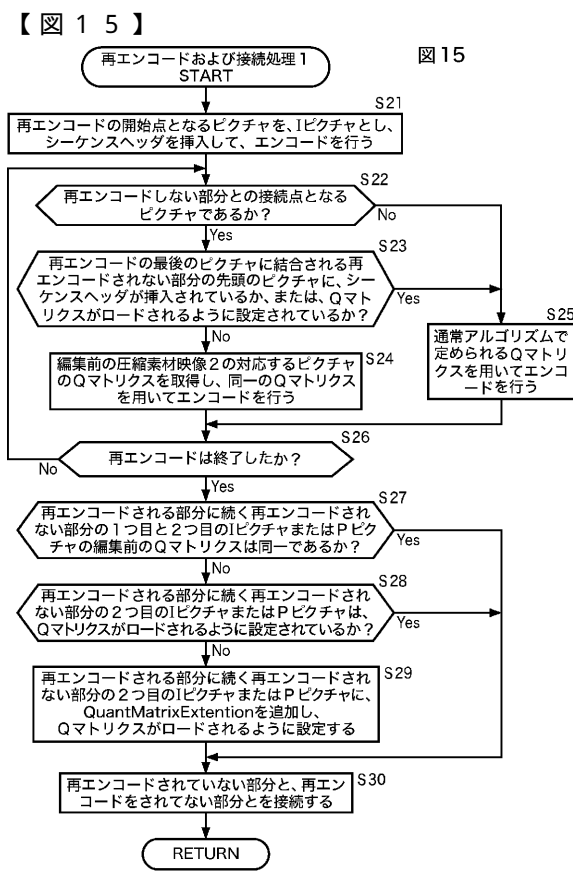 【図１５】
図15
再エンコードおよび接続処理1
START
S21
再エンコードの開始点となるピクチャを、Iピクチャとし、
シーケンスヘッダを挿入して、エンコードを行う
S22
再エンコードしない部分との接続点となる
ピクチャであるか？
No
Yes
S23
再エンコードの最後のピクチャに結合される再
エンコードされない部分の先頭のピクチャに、シー
ケンスヘッダが挿入されているか、または、Qマト
リクスがロードされるように設定されているか？
Yes
No
S24
編集前の圧縮素材映像2の対応するピクチャ
のQマトリクスを取得し、同一のQマトリクス
を用いてエンコードを行う
S25
通常アルゴリズムで
定められるQマトリ
クスを用いてエンコ
ードを行う
S26
再エンコードは終了したか？
No
Yes
S27
再エンコードされる部分に続く再エンコードされ
ない部分の1つ目と2つ目のIピクチャまたはPピク
チャの編集前のQマトリクスは同一であるか？
Yes
No
S28
再エンコードされる部分に続く再エンコードされ
ない部分の2つ目のIピクチャまたはPピクチャは、
Qマトリクスがロードされるように設定されているか？
Yes
No
S29
再エンコードされる部分に続く再エンコードされ
ない部分の2つ目のIピクチャまたはPピクチャに、
QuantMatrixExtentionを追加し、
Qマトリクスがロードされるように設定する
S30
再エンコードされていない部分と、再エン
コードをされてない部分とを接続する
RETURN